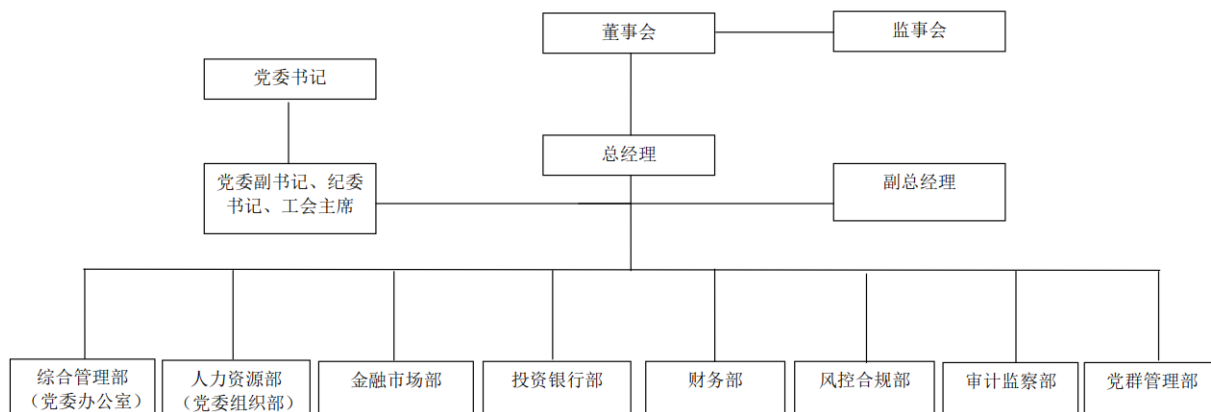 董事会
监事会
党委书记
总经理
党委副书记、纪委
书记、工会主席
副总经理
综合管理部
（党委办公室）
人力资源部
（党委组织部）
金融市场部
投资银行部
财务部
风控合规部
审计监察部
党群管理部